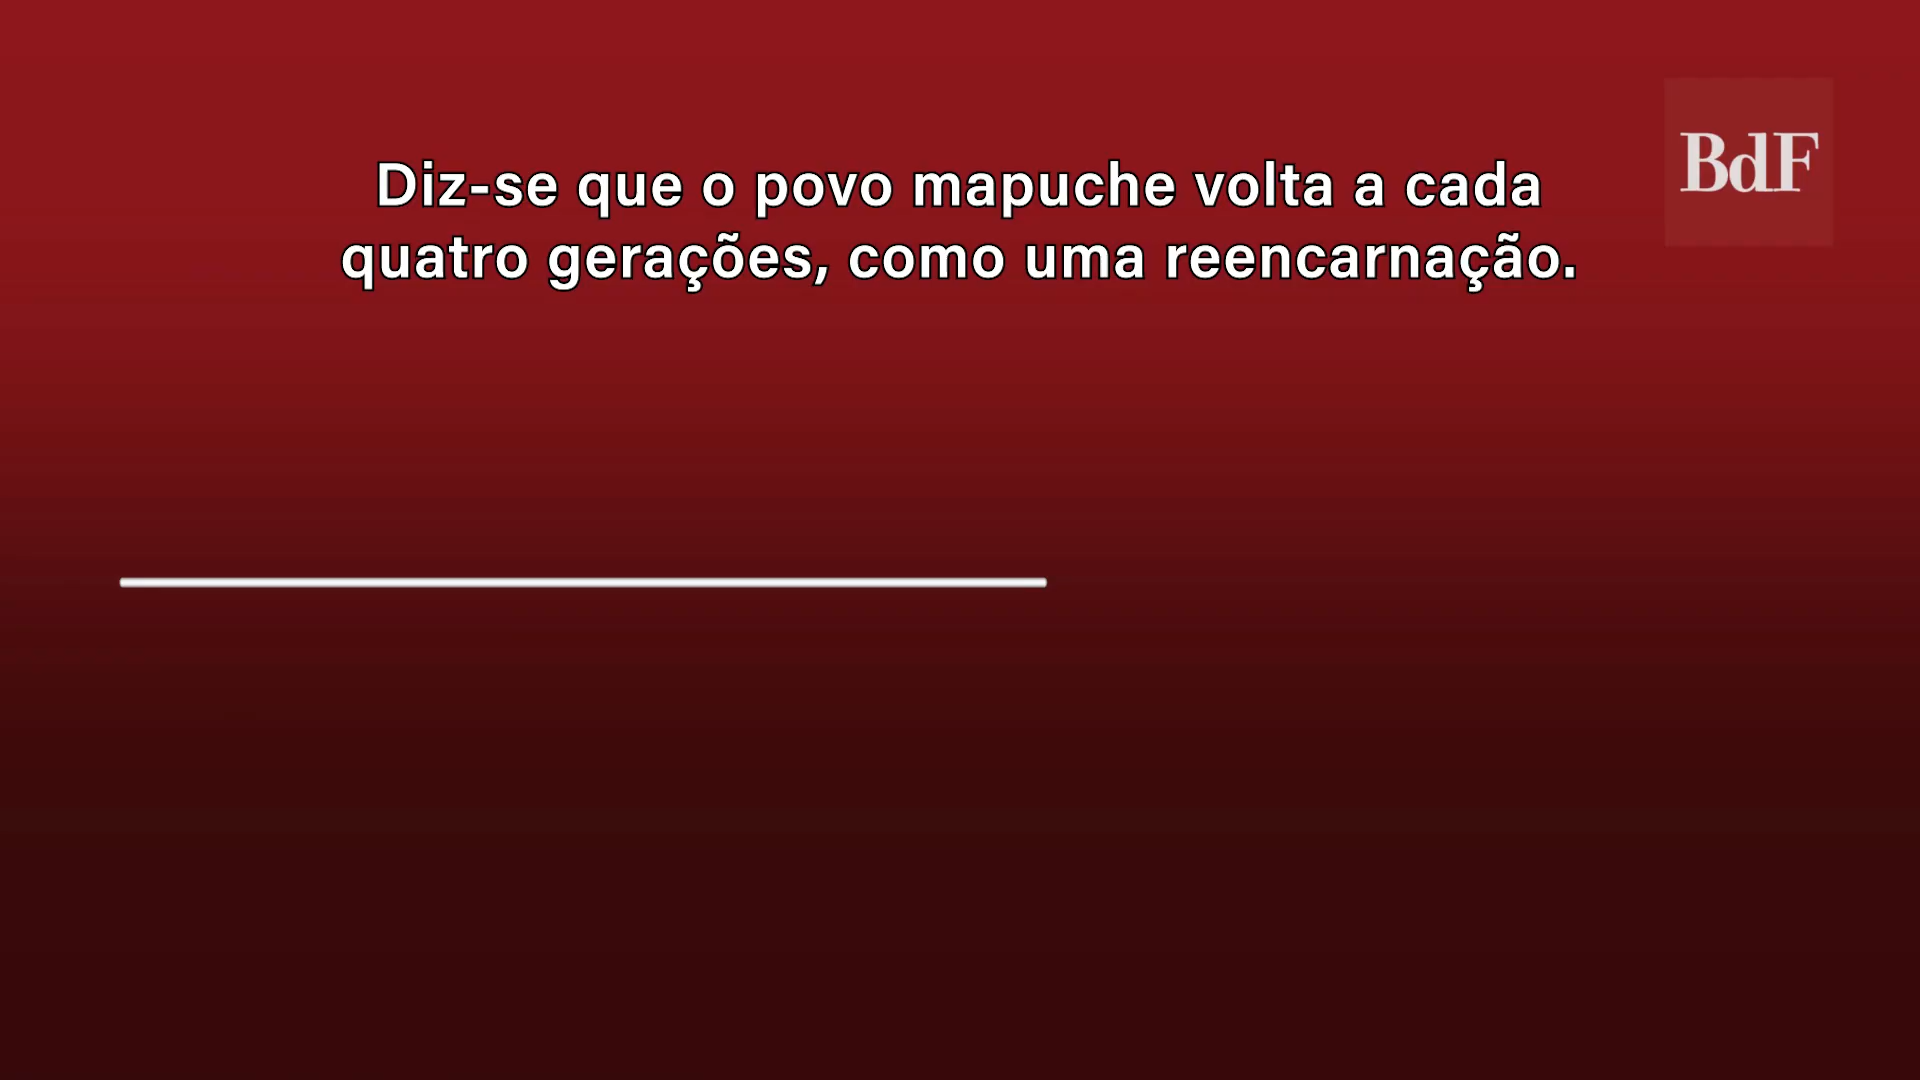 BdF
Diz-se que o povo mapuche volta a cada
quatro gerações, como uma reencarnação.